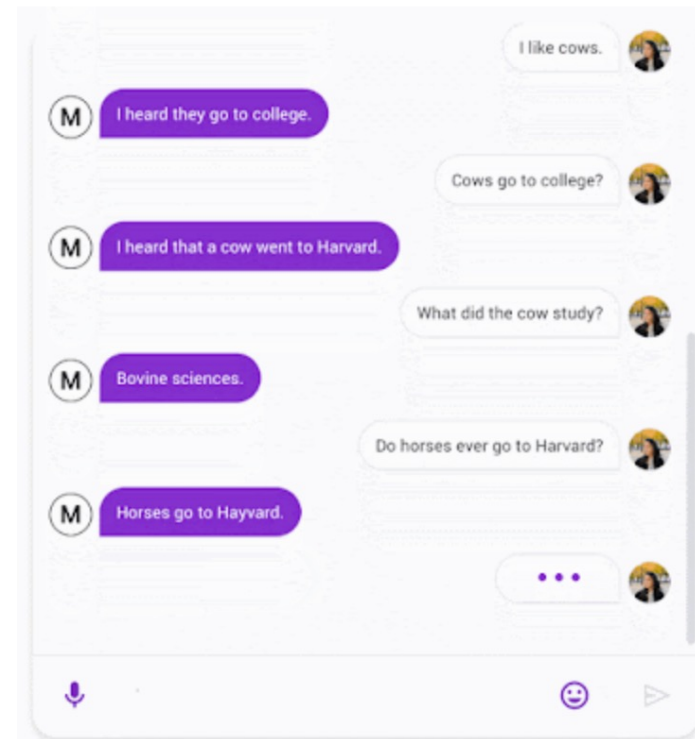 I like cows.
M
I heard they go to college.
Cows go to college?
M
I heard that a cow went to Harvard.
What did the cow study?
M
Bovine sciences.
Do horses ever go to Harvard?
M
Horses go to Hayvard.